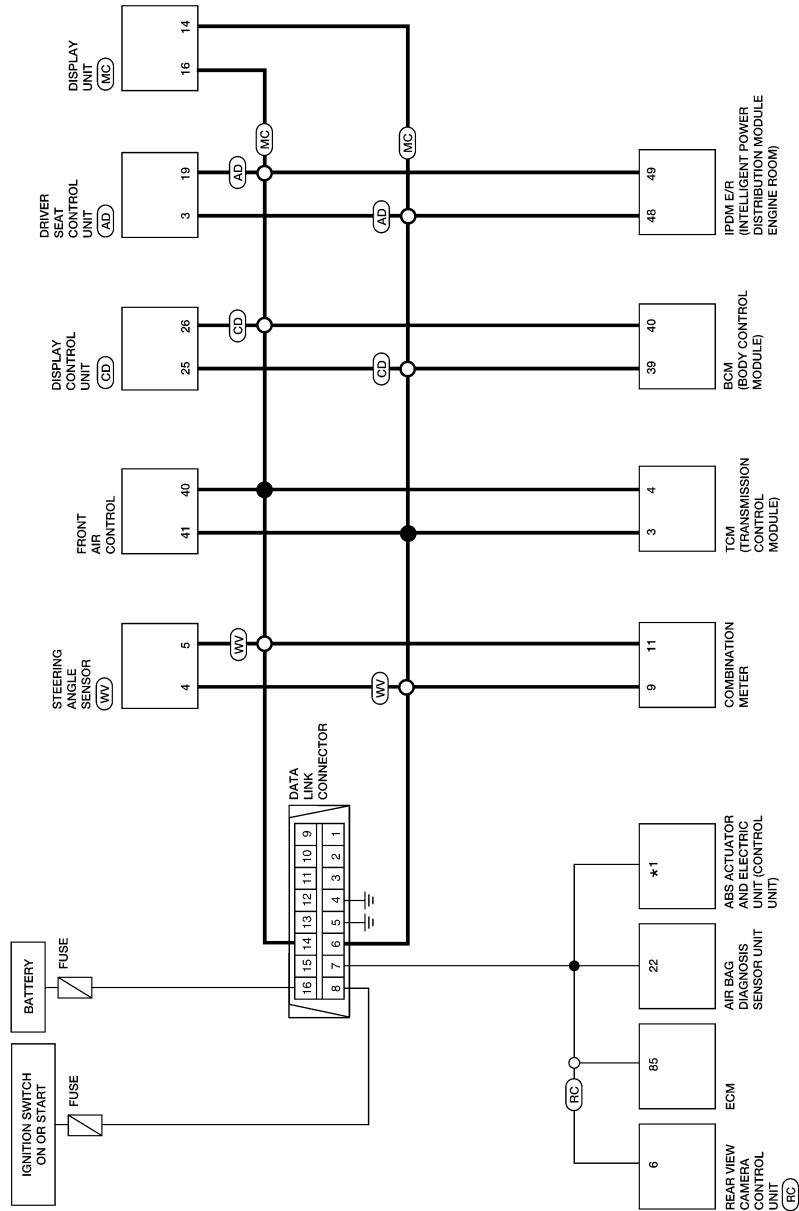 IGNITION SWITCH
ON OR START
BATTERY
FUSE
FUSE
STEERING
ANGLE
SENSOR
WV
4 5
FRONT
AIR
CONTROL
41 40
DISPLAY
CONTROL
UNIT
CD
25 26
DRIVER
SEAT
CONTROL
UNIT
AD
3 19
DISPLAY
UNIT
MC
16 14
WV
CD
AD
MC
DATA
LINK
CONNECTOR
16 15 14 13 12 11 10 9
8 7 6 5 4 3 2 1
WV
CD
AD
MC
RC
6
REAR VIEW
CAMERA
CONTROL
UNIT
RC
85
ECM
22
AIR BAG
DIAGNOSIS
SENSOR UNIT
*1
ABS ACTUATOR
AND ELECTRIC
UNIT (CONTROL
UNIT)
9 11
COMBINATION
METER
3 4
TCM
(TRANSMISSION
CONTROL
MODULE)
39 40
BCM
(BODY CONTROL
MODULE)
48 49
IPDM E/R
(INTELLIGENT POWER
DISTRIBUTION MODULE
ENGINE ROOM)